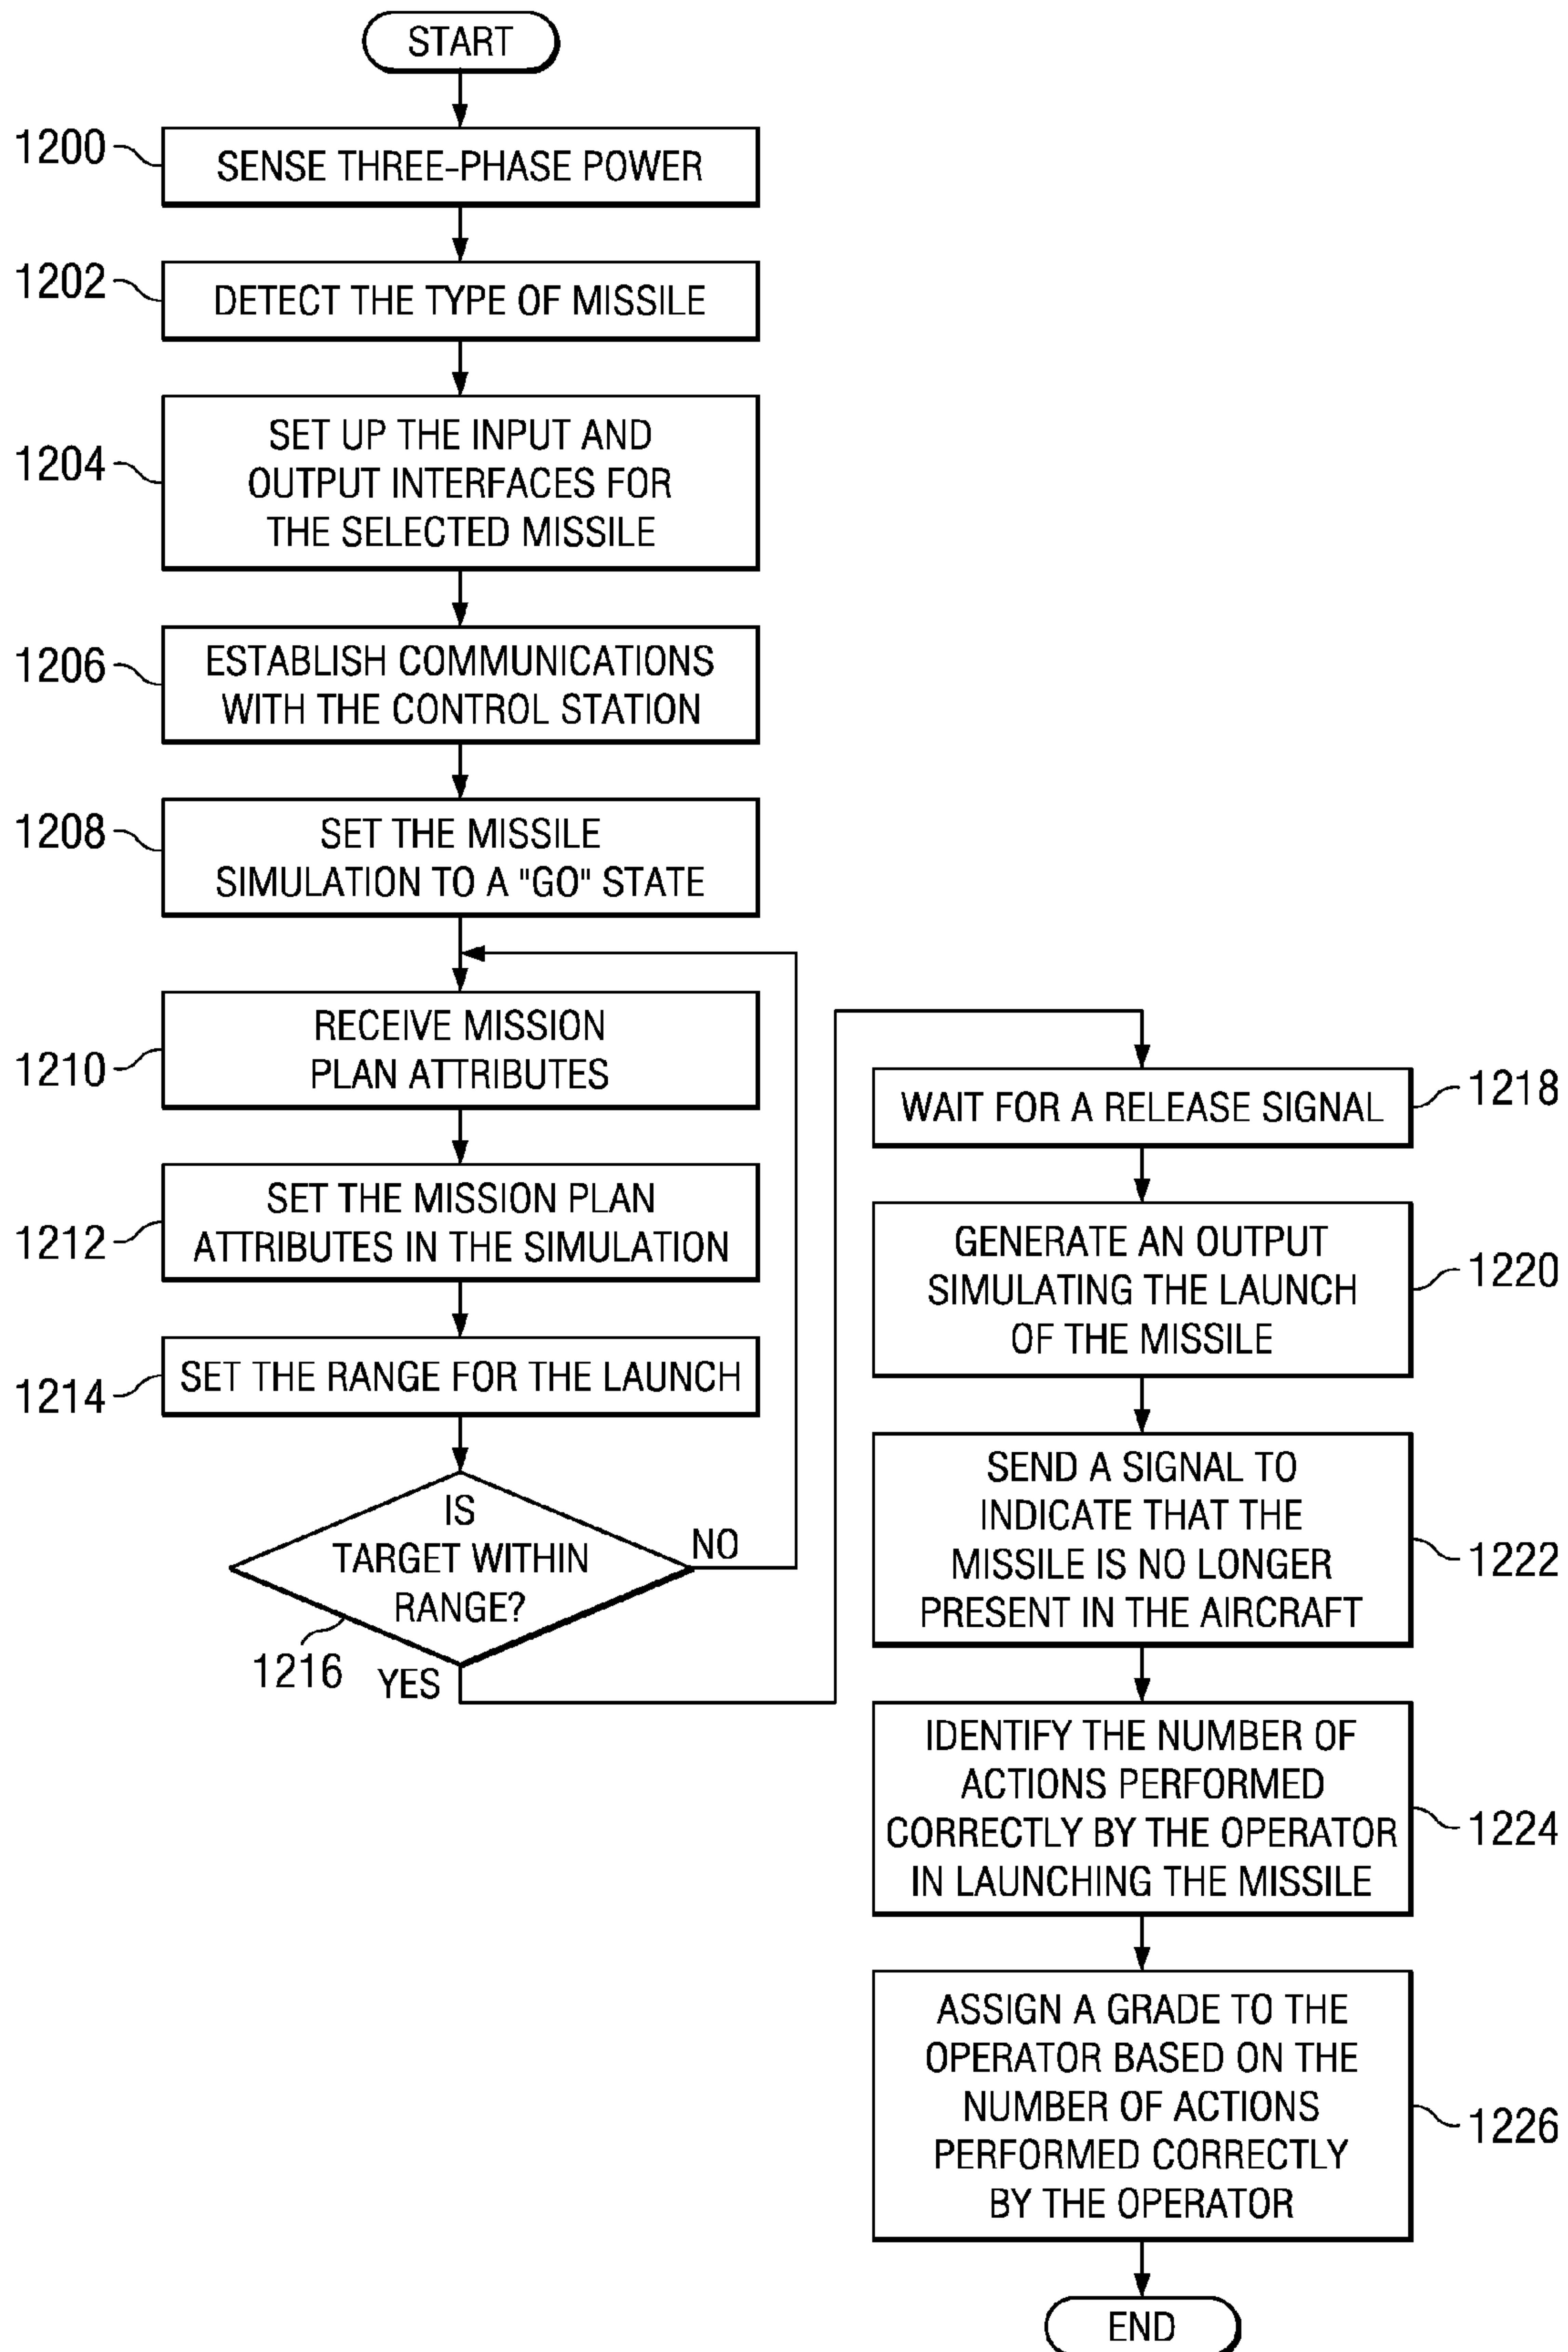 START
1200
SENSE THREE-PHASE POWER
1202
DETECT THE TYPE OF MISSILE
1204
SET UP THE INPUT AND
OUTPUT INTERFACES FOR
THE SELECTED MISSILE
1206
ESTABLISH COMMUNICATIONS
WITH THE CONTROL STATION
1208
SET THE MISSILE
SIMULATION TO A "GO" STATE
1210
RECEIVE MISSION
PLAN ATTRIBUTES
1212
SET THE MISSION PLAN
ATTRIBUTES IN THE SIMULATION
1214
SET THE RANGE FOR THE LAUNCH
IS
TARGET WITHIN
RANGE?
NO
1216
YES
WAIT FOR A RELEASE SIGNAL
1218
GENERATE AN OUTPUT
SIMULATING THE LAUNCH
OF THE MISSILE
1220
SEND A SIGNAL TO
INDICATE THAT THE
MISSILE IS NO LONGER
PRESENT IN THE AIRCRAFT
1222
IDENTIFY THE NUMBER OF
ACTIONS PERFORMED
CORRECTLY BY THE OPERATOR
IN LAUNCHING THE MISSILE
1224
ASSIGN A GRADE TO THE
OPERATOR BASED ON THE
NUMBER OF ACTIONS
PERFORMED CORRECTLY
BY THE OPERATOR
1226
END